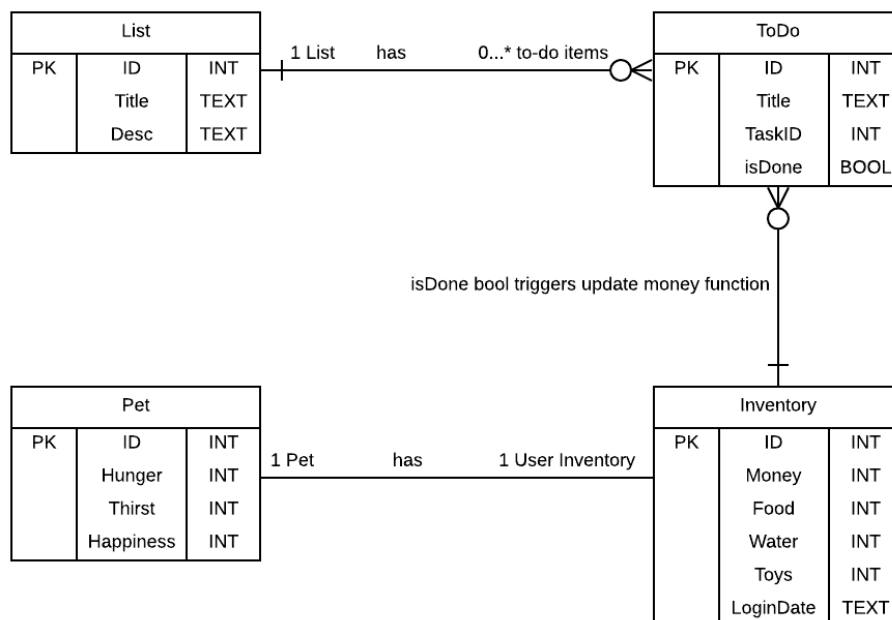 List
PK ID INT
Title TEXT
Desc TEXT
1 List has 0...* to-do items
ToDo
PK ID INT
Title TEXT
TaskID INT
isDone BOOL
isDone bool triggers update money function
Pet
PK ID INT
Hunger INT
Thirst INT
Happiness INT
1 Pet has 1 User Inventory
Inventory
PK ID INT
Money INT
Food INT
Water INT
Toys INT
LoginDate TEXT